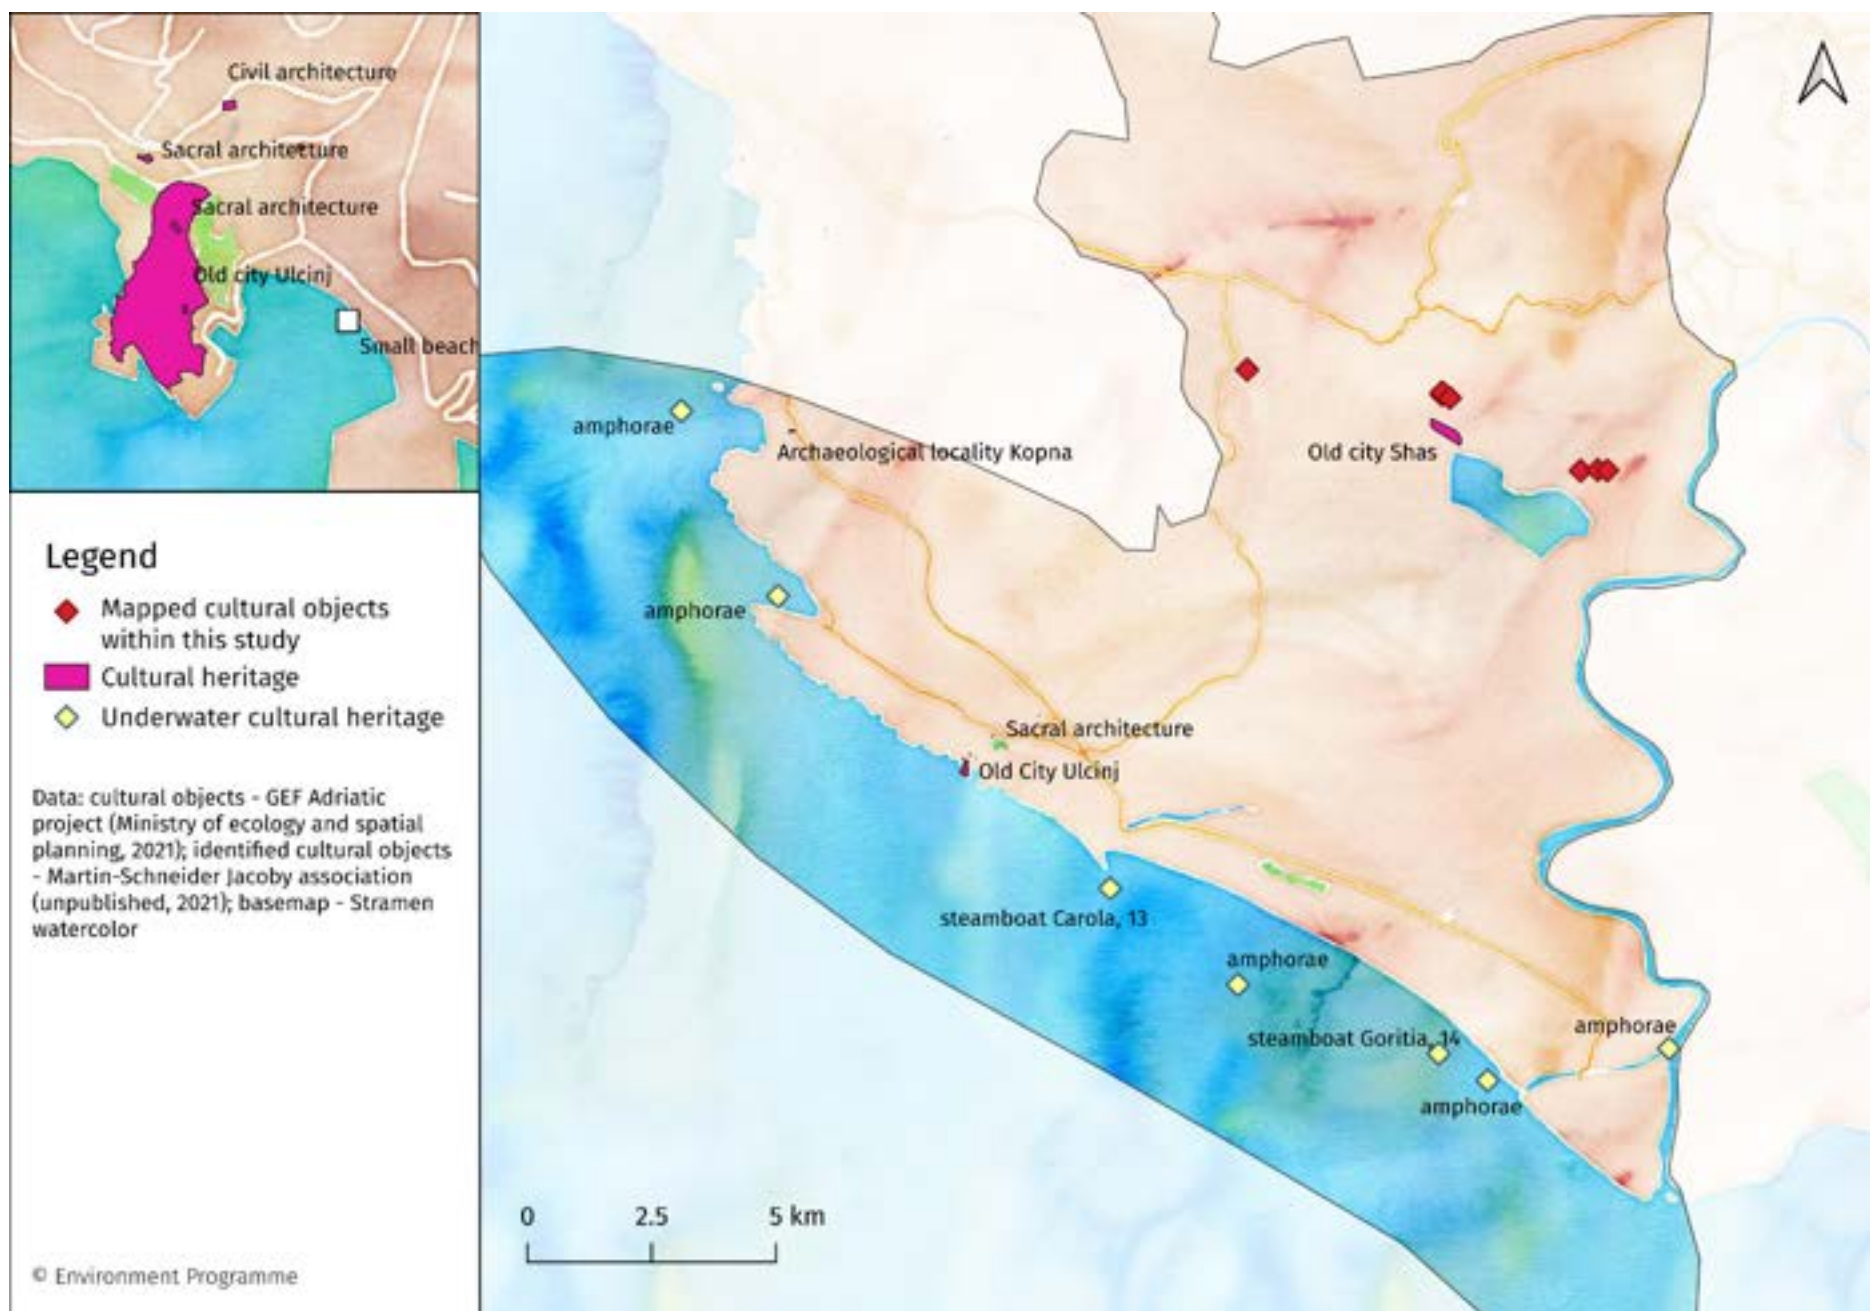 Civil architecture
Sacral architecture
Sacral architecture
Old city Ulcinj
Small beach
Legend
Mapped cultural objects
within this study
Cultural heritage
Underwater cultural heritage
Data: cultural objects - GEF Adriatic
project (Ministry of ecology and spatial
planning, 2021); identified cultural objects
- Martin-Schneider Jacoby association
(unpublished, 2021); basemap - Stramen
watercolor
© Environment Programme
amphorae
Archaeological locality Kopna
Old city Shas
amphorae
Sacral architecture
Old City Ulcinj
steamboat Carola, 13
amphorae
steamboat Goritia, 14
amphorae
amphorae
0 2.5 5 km